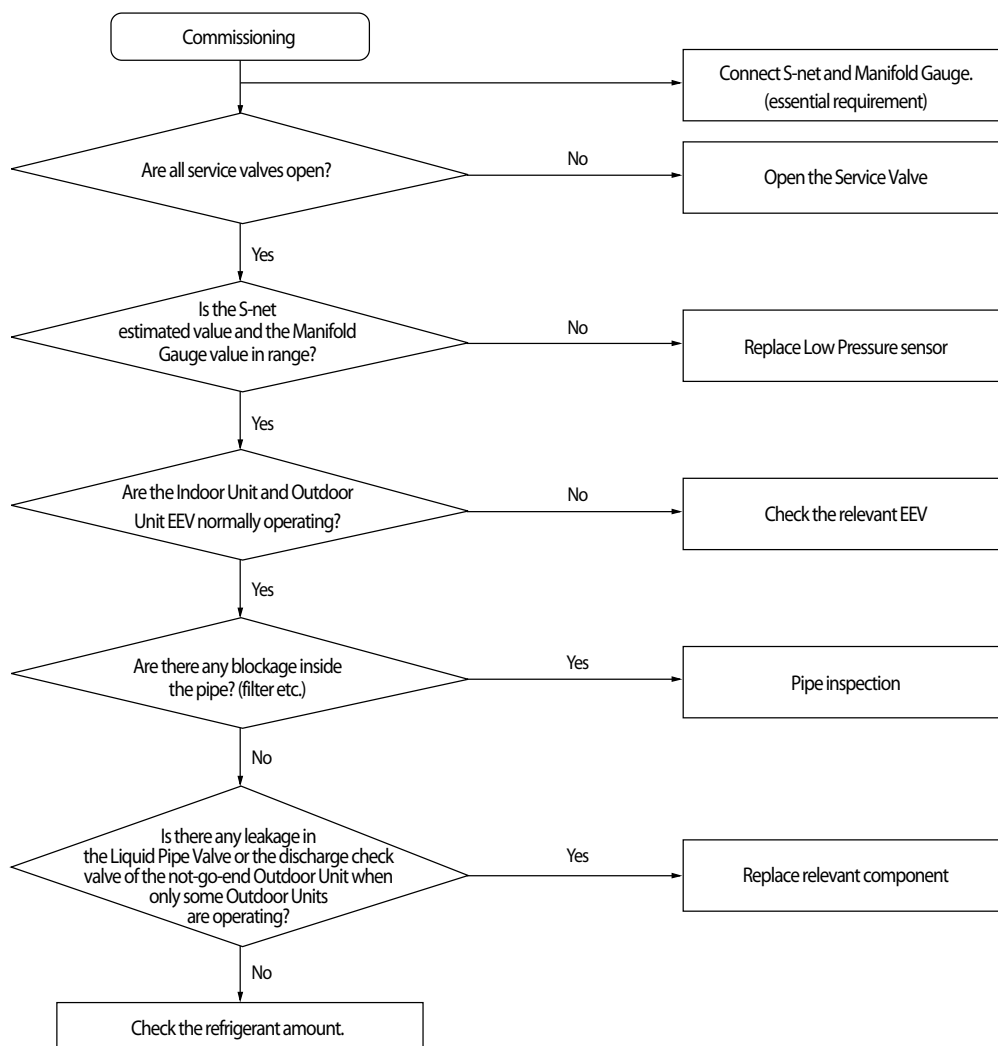 Commissioning
Connect S-net and Manifold Gauge.
(essential requirement)
Are all service valves open?
No
Open the Service Valve
Yes
Is the S-net
estimated value and the Manifold
Gauge value in range?
No
Replace Low Pressure sensor
Yes
Are the Indoor Unit and Outdoor
Unit EEV normally operating?
No
Check the relevant EEV
Yes
Are there any blockage inside
the pipe? (filter etc.)
Yes
Pipe inspection
No
Is there any leakage in
the Liquid Pipe Valve or the discharge check
valve of the not-go-end Outdoor Unit when
only some Outdoor Units
are operating?
Yes
Replace relevant component
No
Check the refrigerant amount.